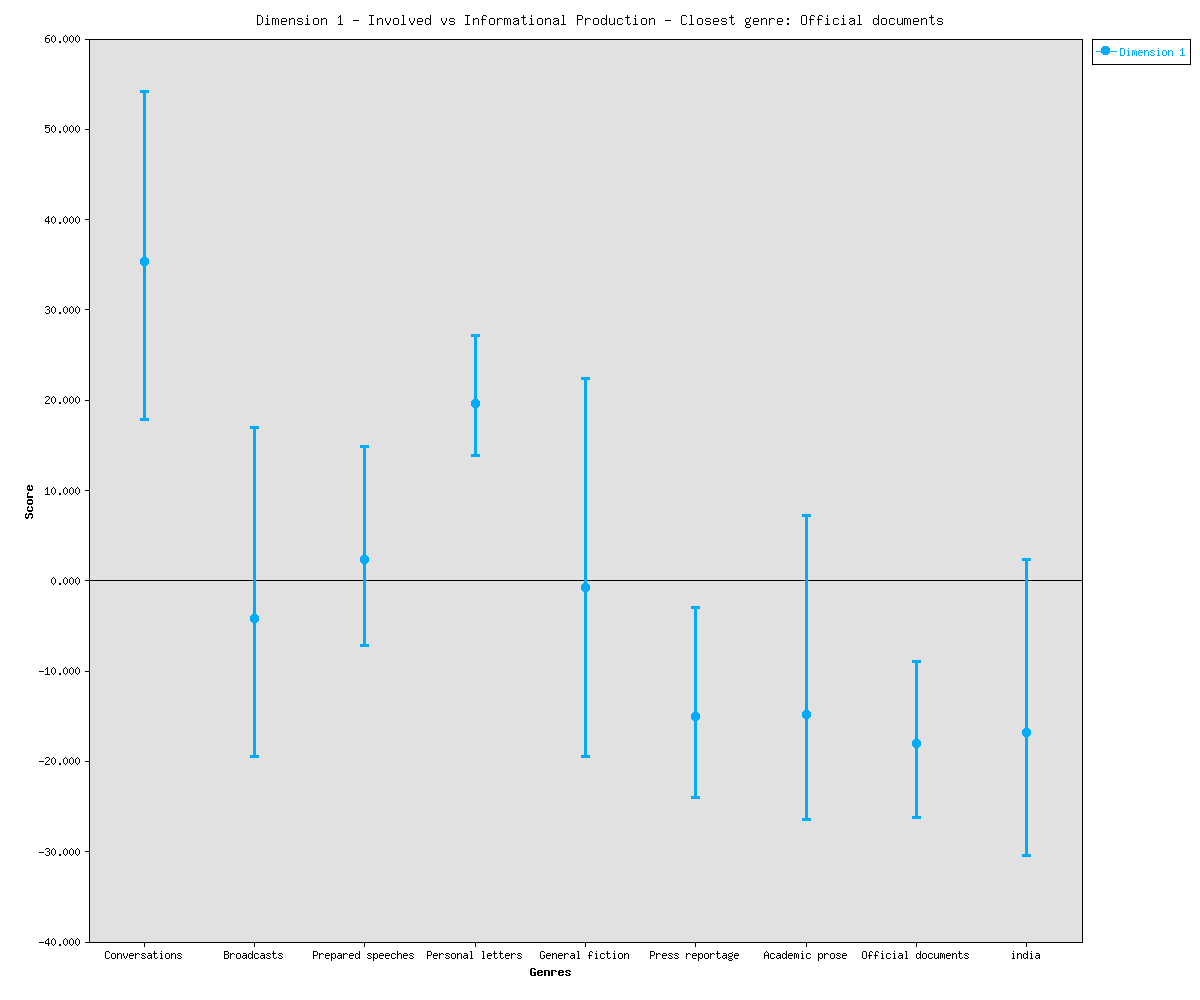 Dimension 1 - Involved vs Informational Production - Closest genre: Official documents
Dimension 1
60.000
50.000
40.000
30.000
20.000
10.000
0.000
-10.000
-20.000
-30.000
-40.000
Score
Conversations Broadcasts Prepared speeches Personal letters General fiction Press reportage Academic prose Official documents india
Genres